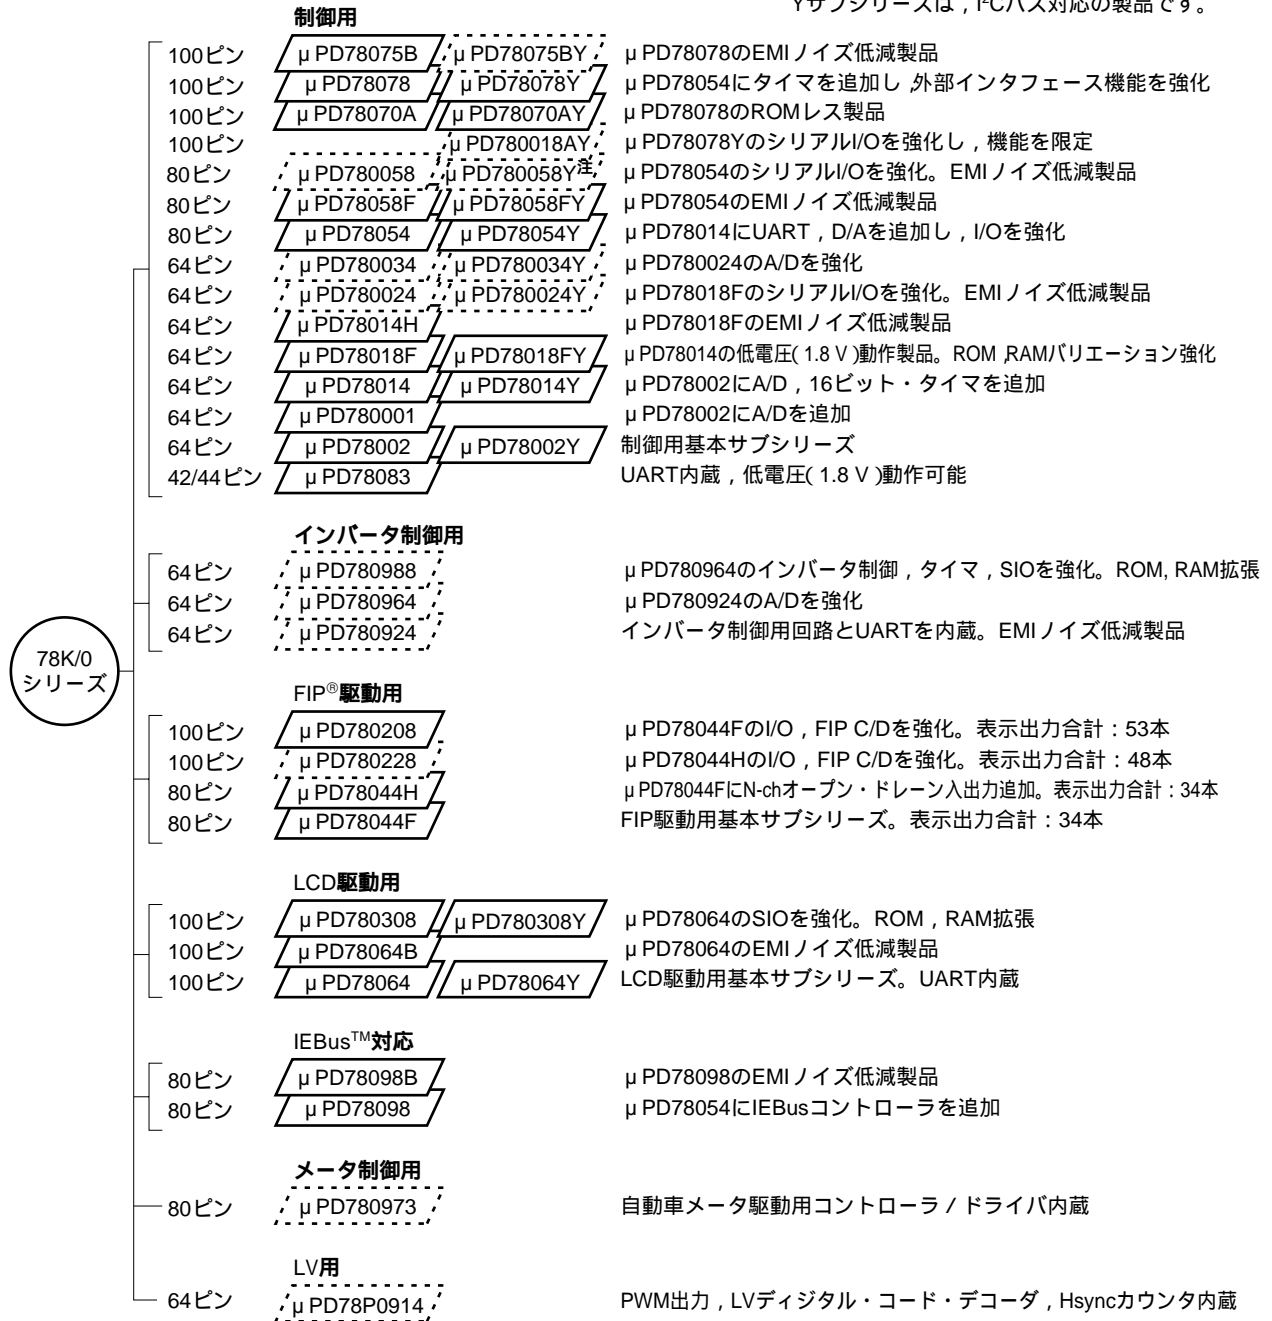 Yサブシリーズは，I²Cバス対応の製品です。
制御用
100ピン μPD78075B μPD78075BY μPD78078のEMIノイズ低減製品
100ピン μPD78078 μPD78078Y μPD78054にタイマを追加し，外部インタフェース機能を強化
100ピン μPD78070A μPD78070AY μPD78078のROMレス製品
100ピン μPD780018AY μPD78078YのシリアルI/Oを強化し，機能を限定
80ピン μPD780058 μPD780058Y注 μPD78054のシリアルI/Oを強化。EMIノイズ低減製品
80ピン μPD78058F μPD78058FY μPD78054のEMIノイズ低減製品
80ピン μPD78054 μPD78054Y μPD78014にUART，D/Aを追加し，I/Oを強化
64ピン μPD780034 μPD780034Y μPD780024のA/Dを強化
64ピン μPD780024 μPD780024Y μPD78018FのシリアルI/Oを強化。EMIノイズ低減製品
64ピン μPD78014H μPD78018FのEMIノイズ低減製品
64ピン μPD78018F μPD78018FY μPD78014の低電圧(1.8 V)動作製品。ROM，RAMバリエーション強化
64ピン μPD78014 μPD78014Y μPD78002にA/D，16ビット・タイマを追加
64ピン μPD780001 μPD78002にA/Dを追加
64ピン μPD78002 μPD78002Y 制御用基本サブシリーズ
42/44ピン μPD78083 UART内蔵，低電圧(1.8 V)動作可能
インバータ制御用
64ピン μPD780988 μPD780964のインバータ制御，タイマ，SIOを強化。ROM, RAM拡張
64ピン μPD780964 μPD780924のA/Dを強化
64ピン μPD780924 インバータ制御用回路とUARTを内蔵。EMIノイズ低減製品
78K/0
シリーズ
FIP®駆動用
100ピン μPD780208 μPD78044FのI/O，FIP C/Dを強化。表示出力合計：53本
100ピン μPD780228 μPD78044HのI/O，FIP C/Dを強化。表示出力合計：48本
80ピン μPD78044H μPD78044FにN-chオープン・ドレーン入出力追加。表示出力合計：34本
80ピン μPD78044F FIP駆動用基本サブシリーズ。表示出力合計：34本
LCD駆動用
100ピン μPD780308 μPD780308Y μPD78064のSIOを強化。ROM，RAM拡張
100ピン μPD78064B μPD78064のEMIノイズ低減製品
100ピン μPD78064 μPD78064Y LCD駆動用基本サブシリーズ。UART内蔵
IEBus™対応
80ピン μPD78098B μPD78098のEMIノイズ低減製品
80ピン μPD78098 μPD78054にIEBusコントローラを追加
メータ制御用
80ピン μPD780973 自動車メータ駆動用コントローラ／ドライバ内蔵
LV用
64ピン μPD78P0914 PWM出力，LVディジタル・コード・デコーダ，Hsyncカウンタ内蔵